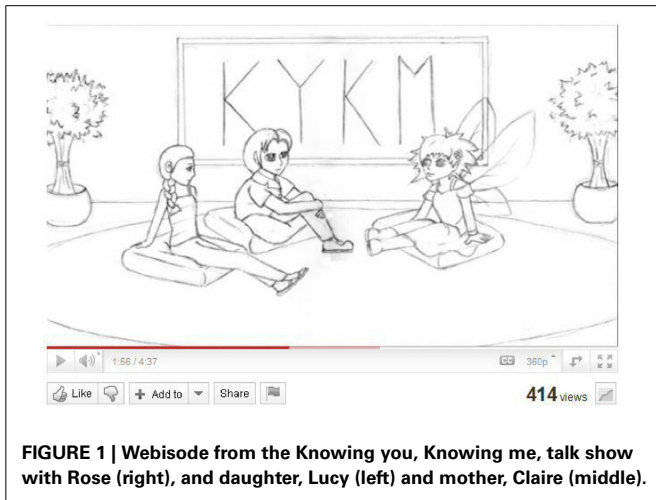 KYKM
1:56 / 4:37
CC 360p
Like Add to Share 414 views
FIGURE 1 | Webisode from the Knowing you, Knowing me, talk show
with Rose (right), and daughter, Lucy (left) and mother, Claire (middle).